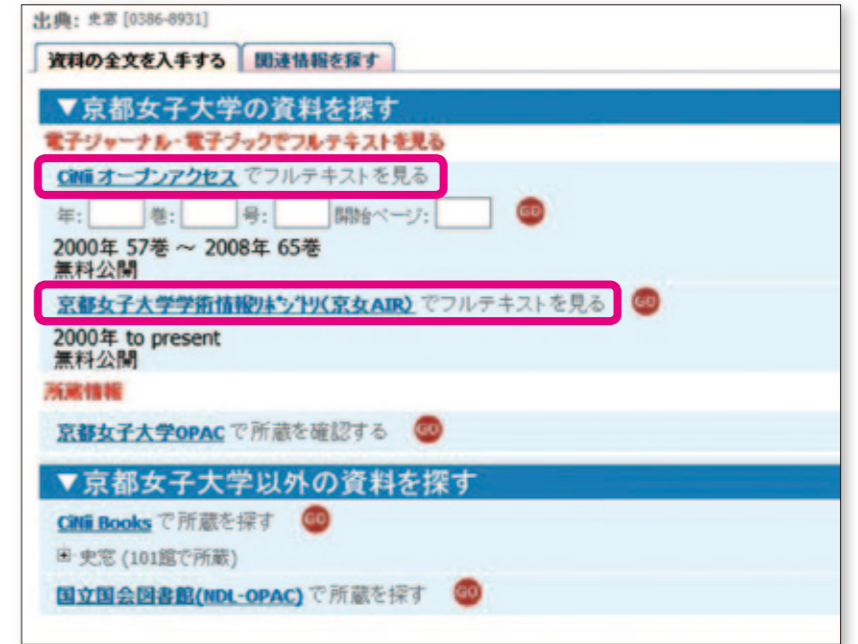 出典: 史窓 [0386-8931]
資料の全文を入手する 関連情報を探す
▼京都女子大学の資料を探す
電子ジャーナル・電子ブックでフルテキストを見る
CiNii オープンアクセス でフルテキストを見る
年: 巻: 号: 開始ページ: GO
2000年 57巻 ～ 2008年 65巻
無料公開
京都女子大学学術情報ﾘﾎﾟｼﾞﾄﾘ(京女AIR) でフルテキストを見る GO
2000年 to present
無料公開
所蔵情報
京都女子大学OPAC で所蔵を確認する GO
▼京都女子大学以外の資料を探す
CiNii Books で所蔵を探す GO
史窓 (101館で所蔵)
国立国会図書館(NDL-OPAC) で所蔵を探す GO